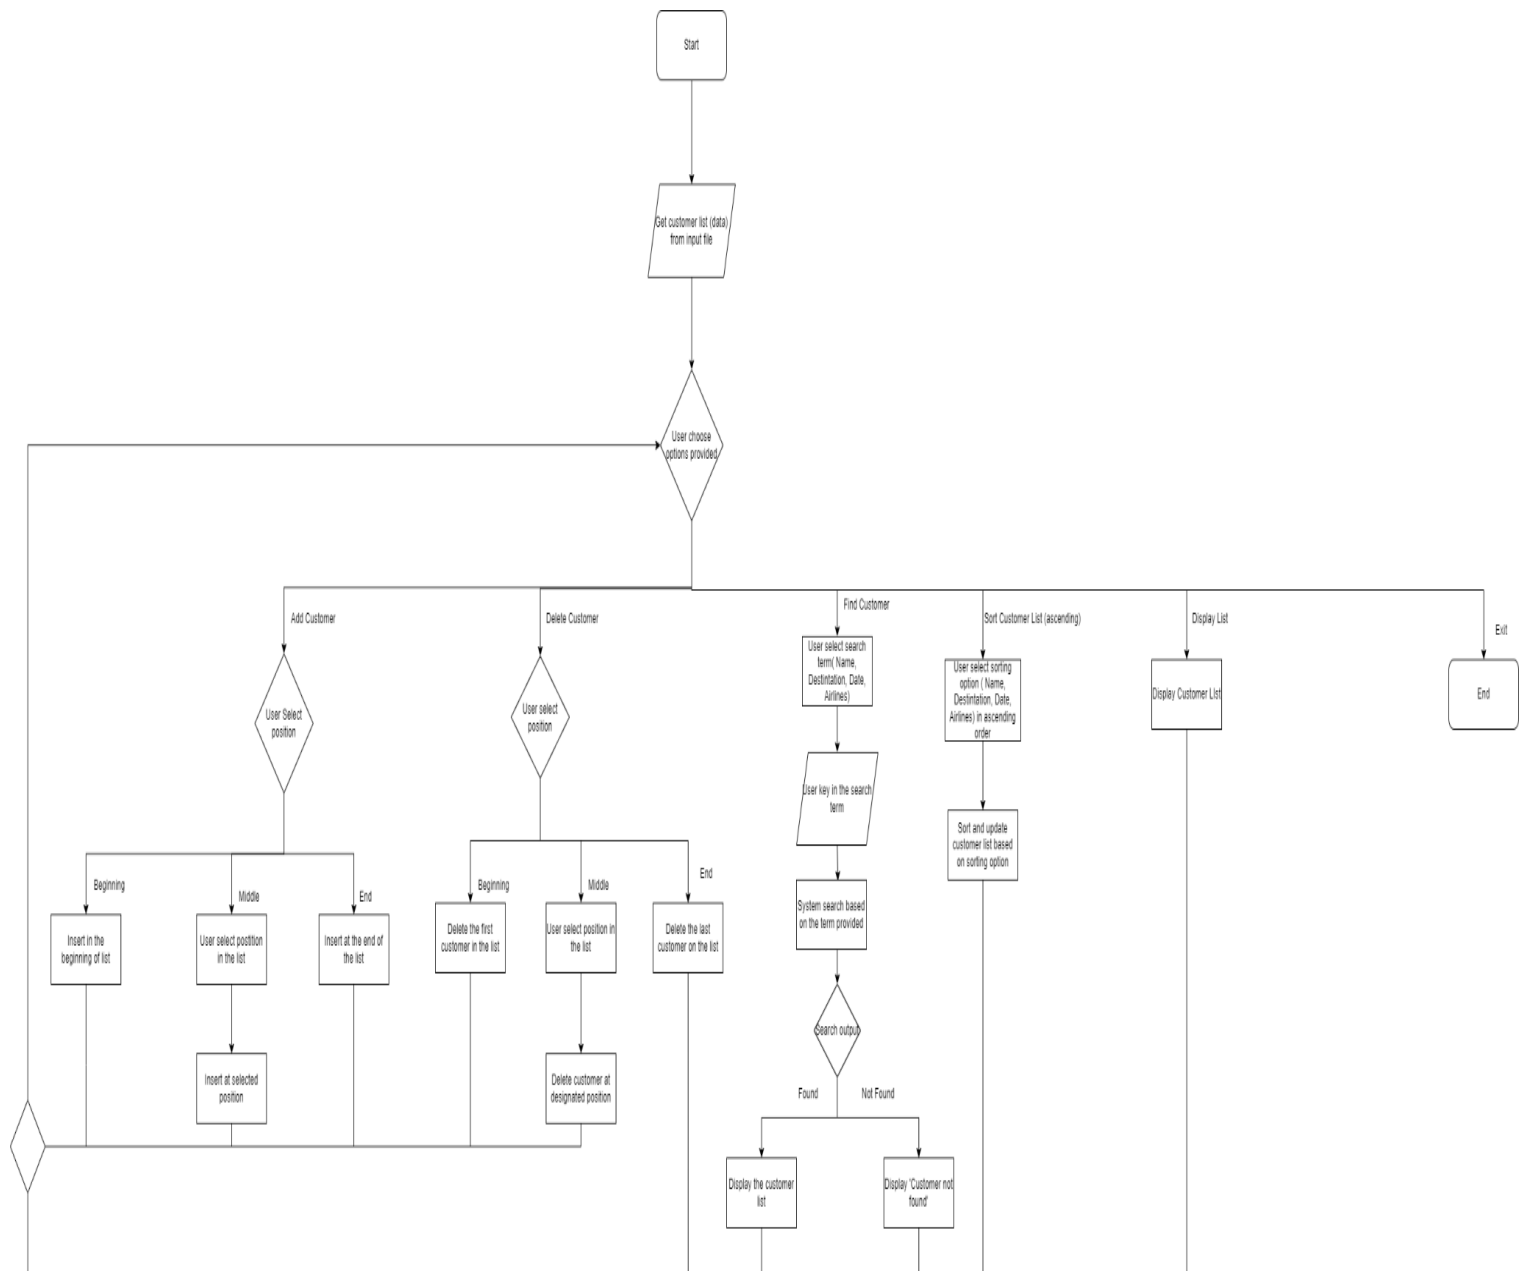 Start
Get customer list (data)
from input file
User choose
options provided
Add Customer
Delete Customer
Find Customer
Sort Customer List (ascending)
Display List
Exit
User Select
position
User select
position
User select search
term( Name,
Destintation, Date,
Airlines)
User select sorting
option ( Name,
Destintation, Date,
Airlines) in ascending
order
Display Customer LIst
End
User key in the search
term
Sort and update
customer list based
on sorting option
Beginning
Middle
End
Beginning
Middle
End
Insert in the
beginning of list
User select postition
in the list
Insert at the end of
the list
Delete the first
customer in the list
User select position in
the list
Delete the last
customer on the list
System search based
on the term provided
Search output
Insert at selected
position
Delete customer at
designated position
Found
Not Found
Display the customer
list
Display 'Customer not
found'